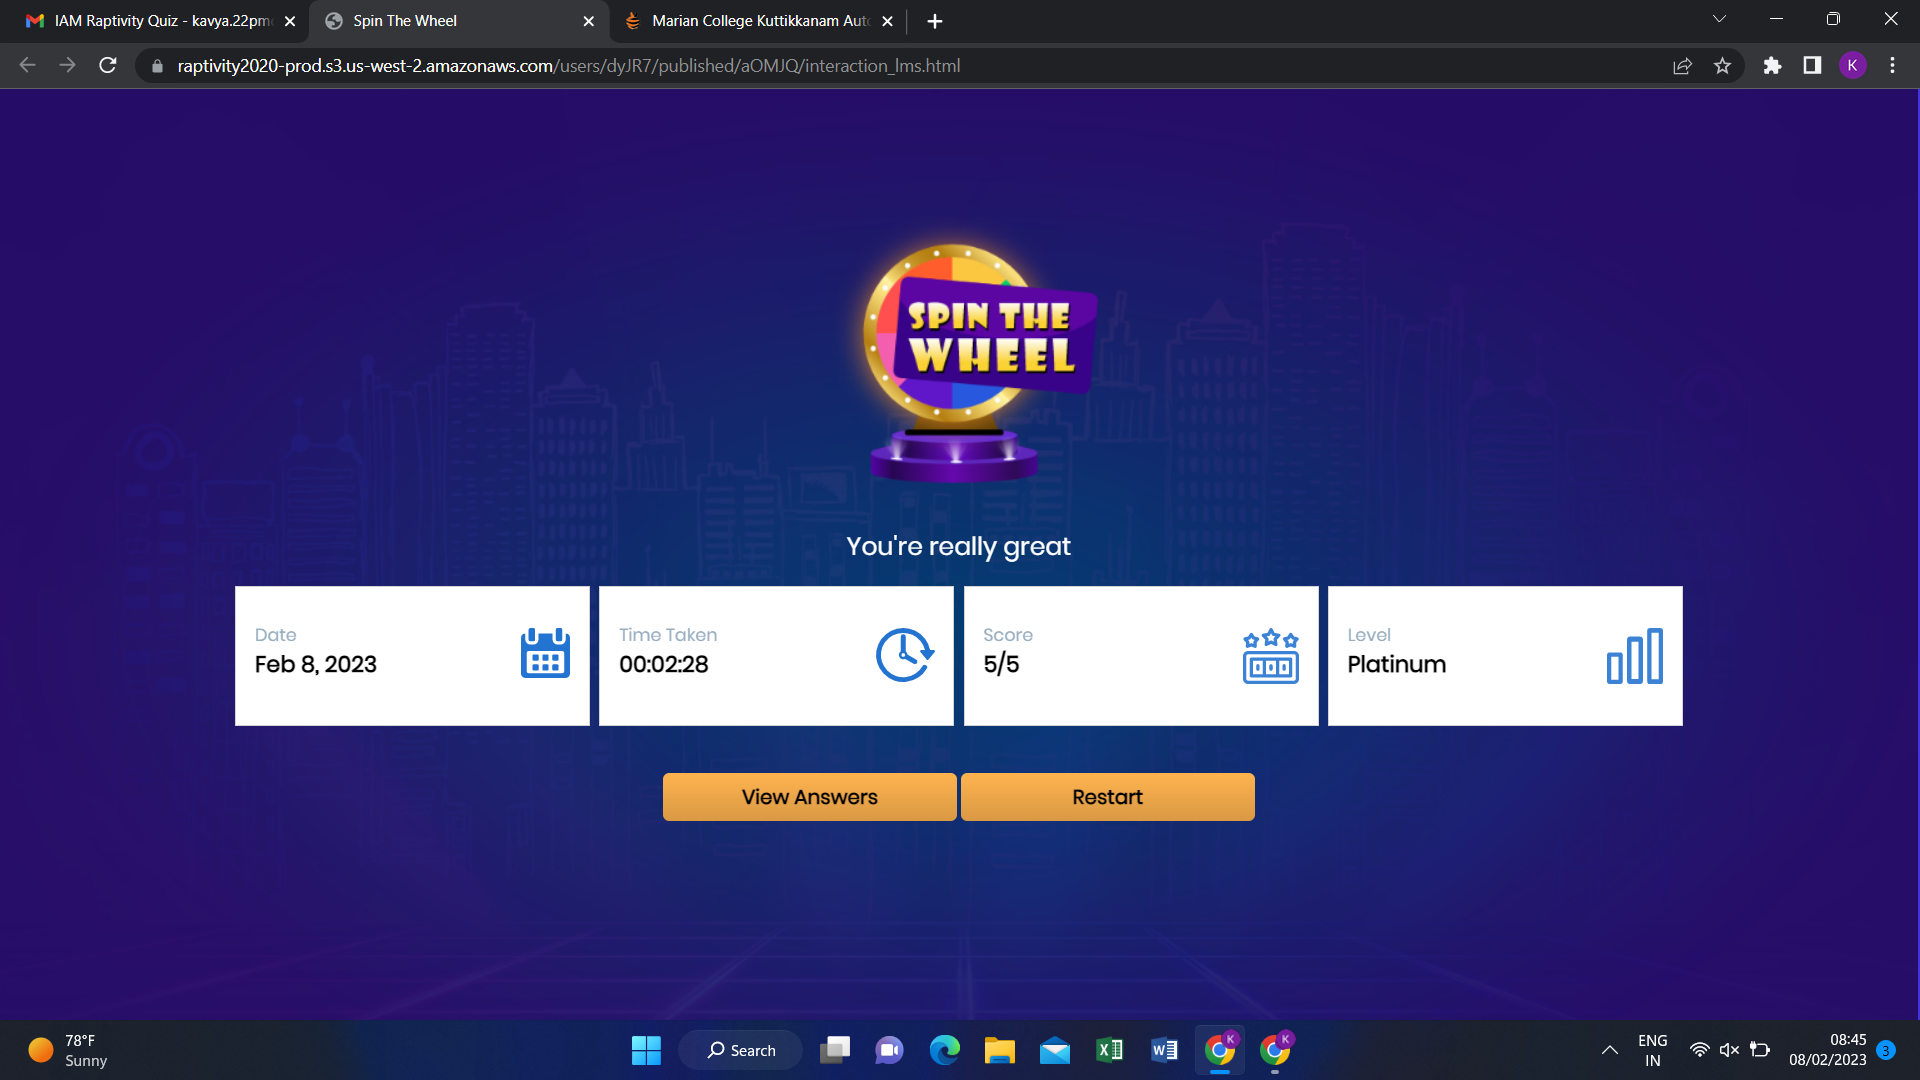 IAM Raptivity Quiz - kavya.22pm
Spin The Wheel
Marian College Kuttikkanam Auto
raptivity2020-prod.s3.us-west-2.amazonaws.com/users/dyJR7/published/aOMJQ/interaction_lms.html
K
SPIN THE
WHEEL
You're really great
Date
Feb 8, 2023
Time Taken
00:02:28
Score
5/5
Level
Platinum
View Answers
Restart
78°F
Sunny
Search
K
K
ENG
IN
08:45
08/02/2023
3